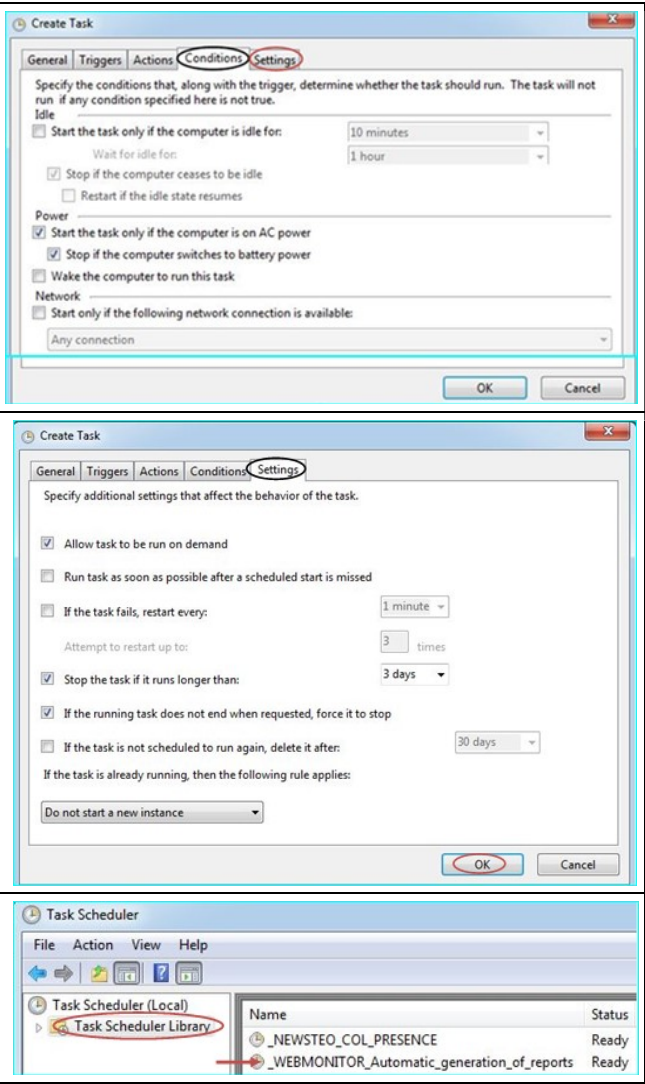 Create Task
General Triggers Actions Conditions Settings
Specify the conditions that, along with the trigger, determine whether the task should run. The task will not
run if any condition specified here is not true.
Idle
Start the task only if the computer is idle for: 10 minutes
Wait for idle for: 1 hour
Stop if the computer ceases to be idle
Restart if the idle state resumes
Power
Start the task only if the computer is on AC power
Stop if the computer switches to battery power
Wake the computer to run this task
Network
Start only if the following network connection is available:
Any connection
OK Cancel
Create Task
General Triggers Actions Conditions Settings
Specify additional settings that affect the behavior of the task.
Allow task to be run on demand
Run task as soon as possible after a scheduled start is missed
If the task fails, restart every: 1 minute
Attempt to restart up to: 3 times
Stop the task if it runs longer than: 3 days
If the running task does not end when requested, force it to stop
If the task is not scheduled to run again, delete it after: 30 days
If the task is already running, then the following rule applies:
Do not start a new instance
OK Cancel
Task Scheduler
File Action View Help
Task Scheduler (Local)
Task Scheduler Library
Name Status
_NEWSTEO_COL_PRESENCE Ready
_WEBMONITOR_Automatic_generation_of_reports Ready